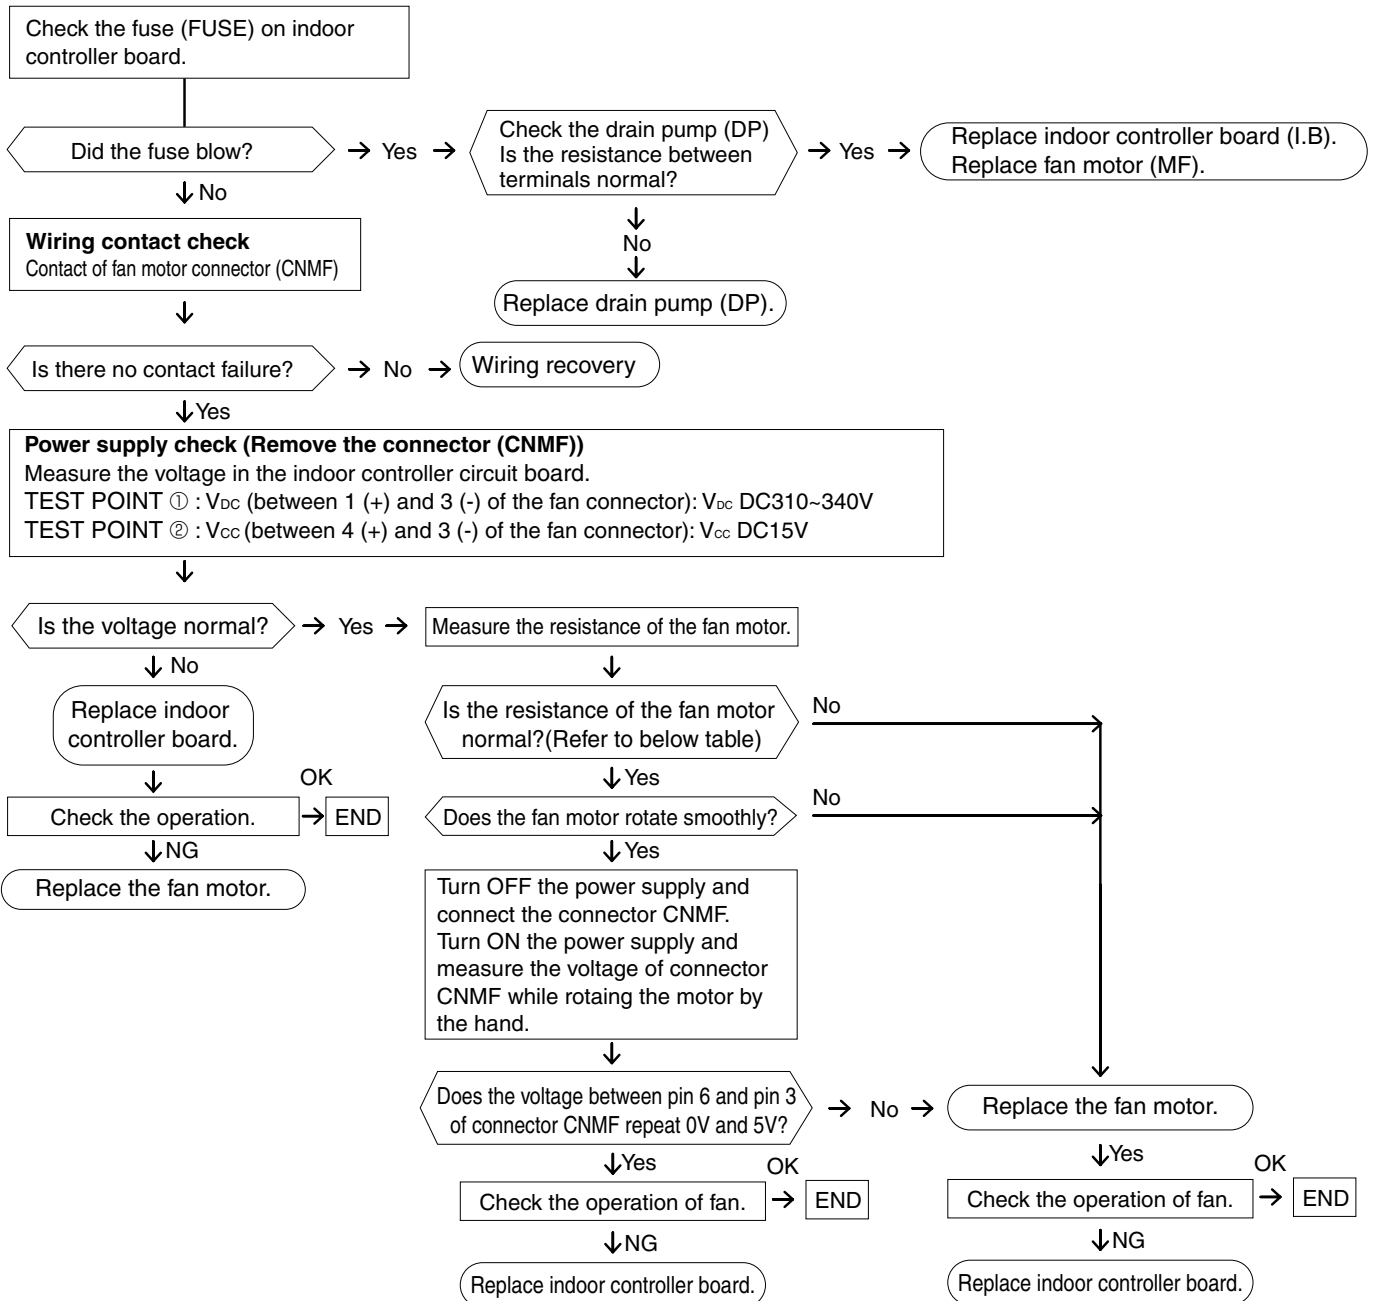 Check the fuse (FUSE) on indoor
controller board.
Did the fuse blow?
Yes
Check the drain pump (DP)
Is the resistance between
terminals normal?
Yes
Replace indoor controller board (I.B).
Replace fan motor (MF).
No
No
Replace drain pump (DP).
Wiring contact check
Contact of fan motor connector (CNMF)
Is there no contact failure?
No
Wiring recovery
Yes
Power supply check (Remove the connector (CNMF))
Measure the voltage in the indoor controller circuit board.
TEST POINT ① : VDC (between 1 (+) and 3 (-) of the fan connector): VDC DC310~340V
TEST POINT ② : VCC (between 4 (+) and 3 (-) of the fan connector): VCC DC15V
Is the voltage normal?
Yes
Measure the resistance of the fan motor.
No
Replace indoor
controller board.
Is the resistance of the fan motor
normal?(Refer to below table)
No
Yes
OK
Check the operation.
END
Does the fan motor rotate smoothly?
No
NG
Replace the fan motor.
Yes
Turn OFF the power supply and
connect the connector CNMF.
Turn ON the power supply and
measure the voltage of connector
CNMF while rotaing the motor by
the hand.
Does the voltage between pin 6 and pin 3
of connector CNMF repeat 0V and 5V?
No
Replace the fan motor.
Yes
OK
Check the operation of fan.
END
NG
Replace indoor controller board.
Yes
OK
Check the operation of fan.
END
NG
Replace indoor controller board.